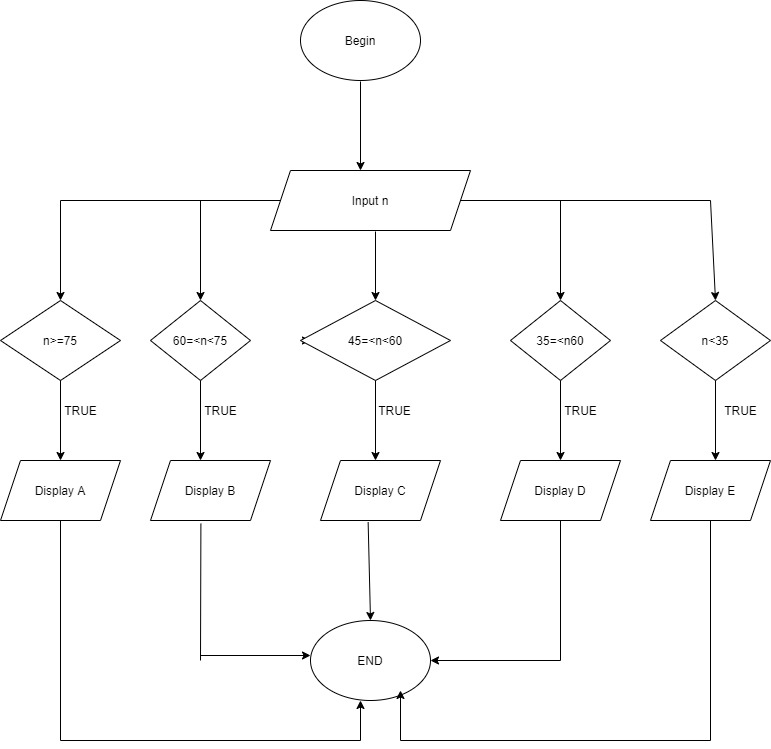 Begin
Input n
n>=75
60=<n<75
45=<n<60
35=<n60
n<35
TRUE
TRUE
TRUE
TRUE
TRUE
Display A
Display B
Display C
Display D
Display E
END